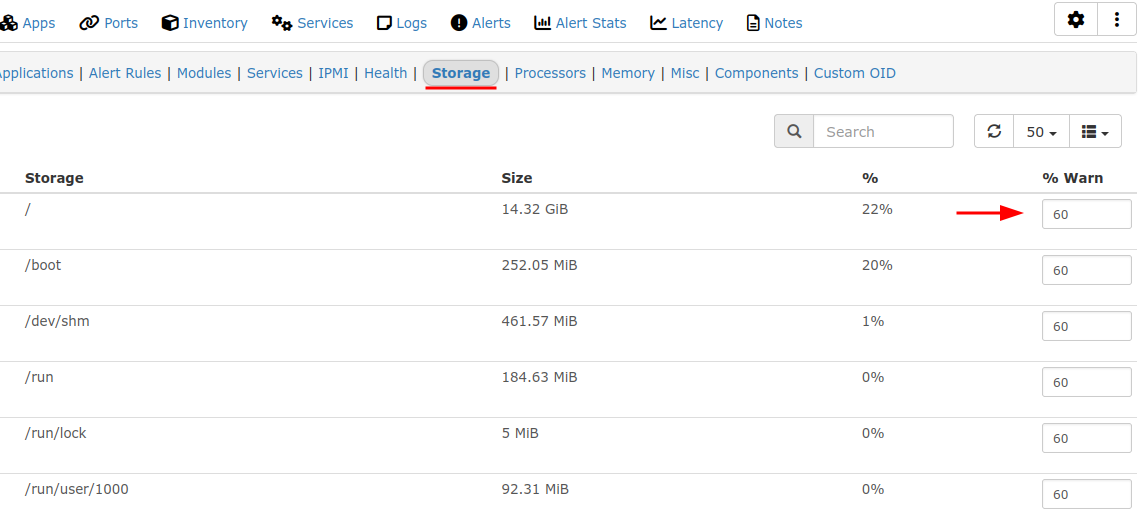 Apps Ports Inventory Services Logs Alerts Alert Stats Latency Notes
pplications | Alert Rules | Modules | Services | IPMI | Health | Storage | Processors | Memory | Misc | Components | Custom OID
Search 50
Storage Size % % Warn
/ 14.32 GiB 22% 60
/boot 252.05 MiB 20% 60
/dev/shm 461.57 MiB 1% 60
/run 184.63 MiB 0% 60
/run/lock 5 MiB 0% 60
/run/user/1000 92.31 MiB 0% 60